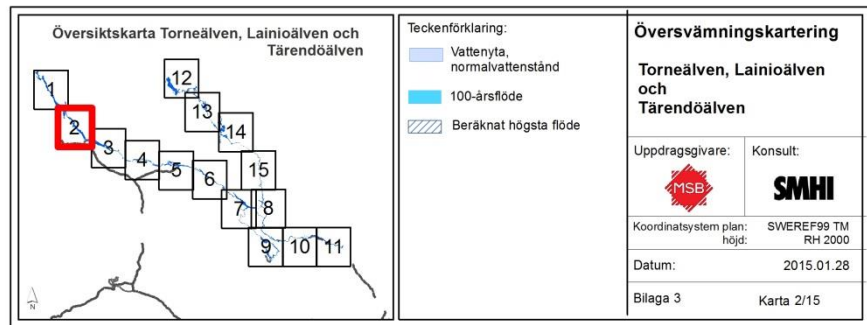 Översiktskarta Torneälven, Lainioälven och
Tärendöälven
1
2
3
4
5
6
7
8
9
10
11
12
13
14
15
N
Teckenförklaring:
Vattenyta,
normalvattenstånd
100-årsflöde
Beräknat högsta flöde
Översvämningskartering
Torneälven, Lainioälven
och
Tärendöälven
Uppdragsgivare:
MSB
Konsult:
SMHI
Koordinatsystem plan: SWEREF99 TM
höjd: RH 2000
Datum: 2015.01.28
Bilaga 3 Karta 2/15